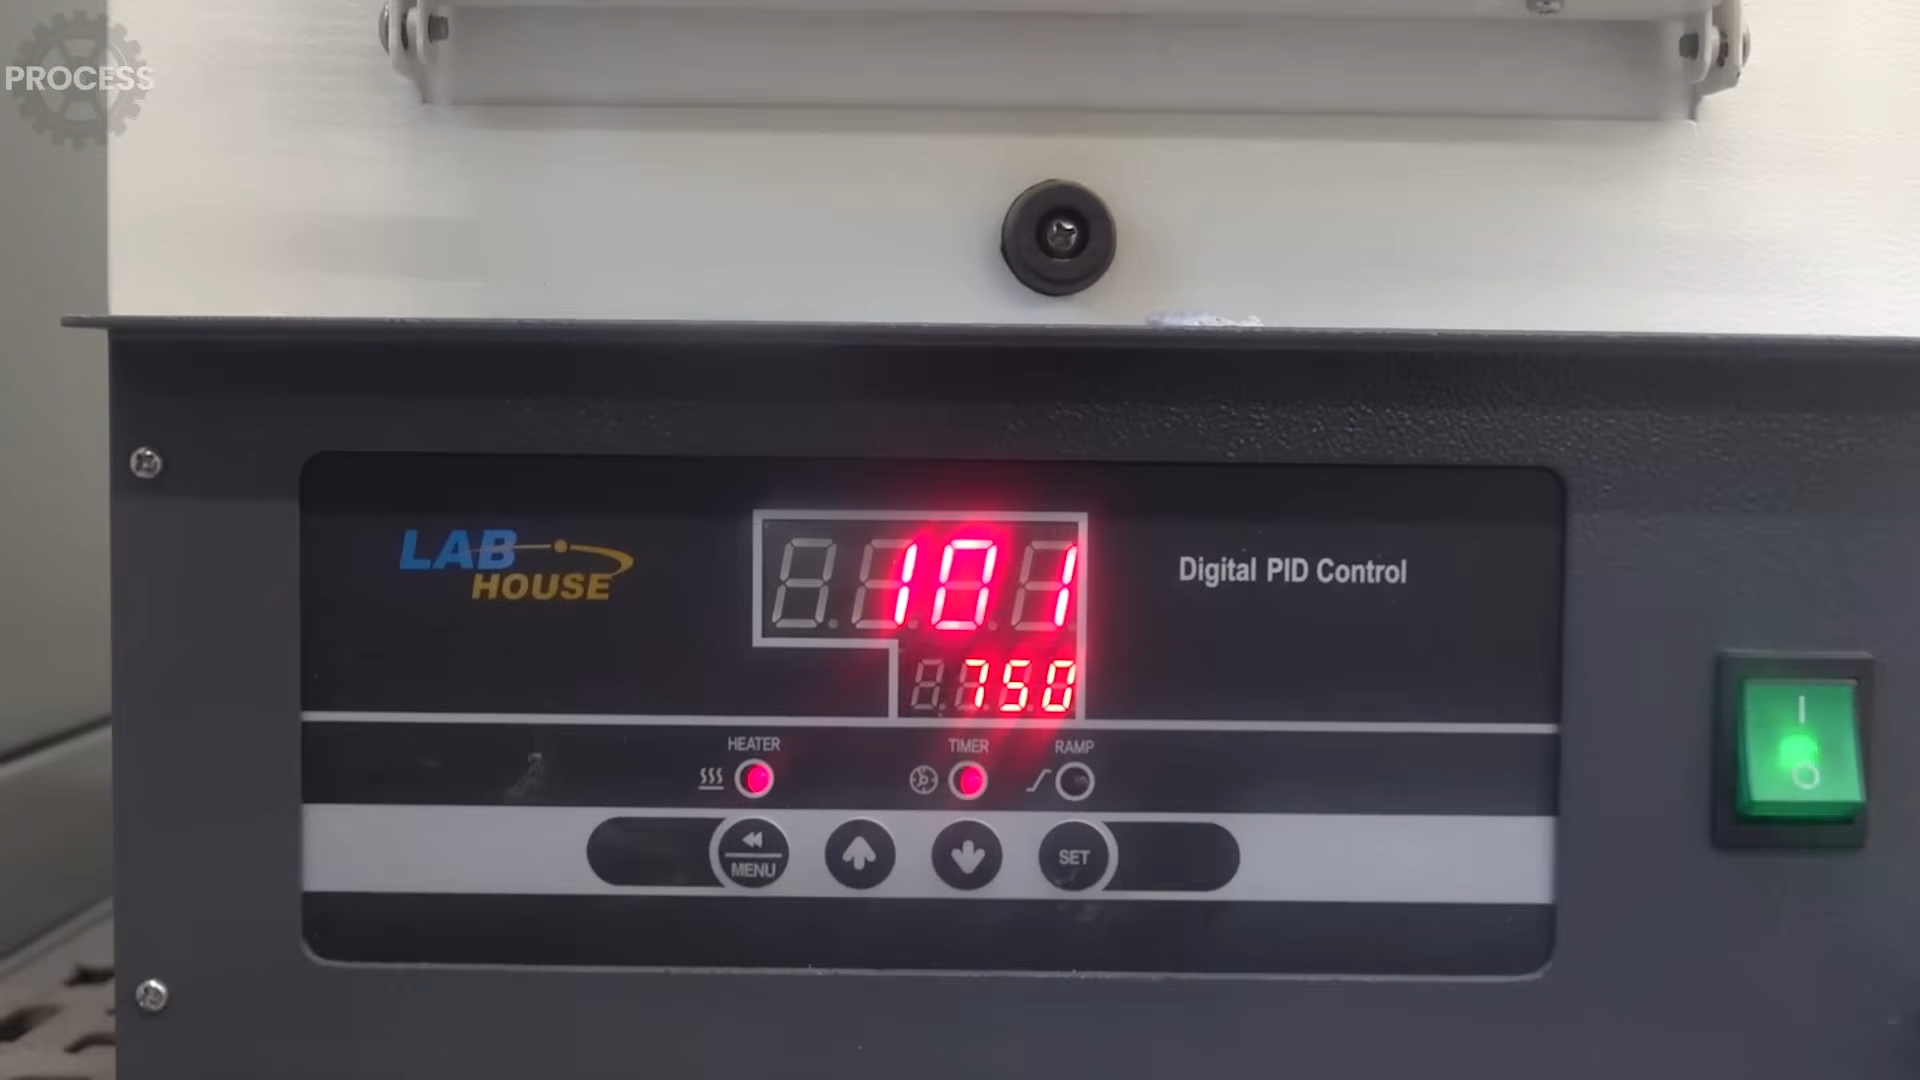 PROCESS
LAB
HOUSE
101
750
Digital PID Control
HEATER
TIMER
RAMP
MENU
SET